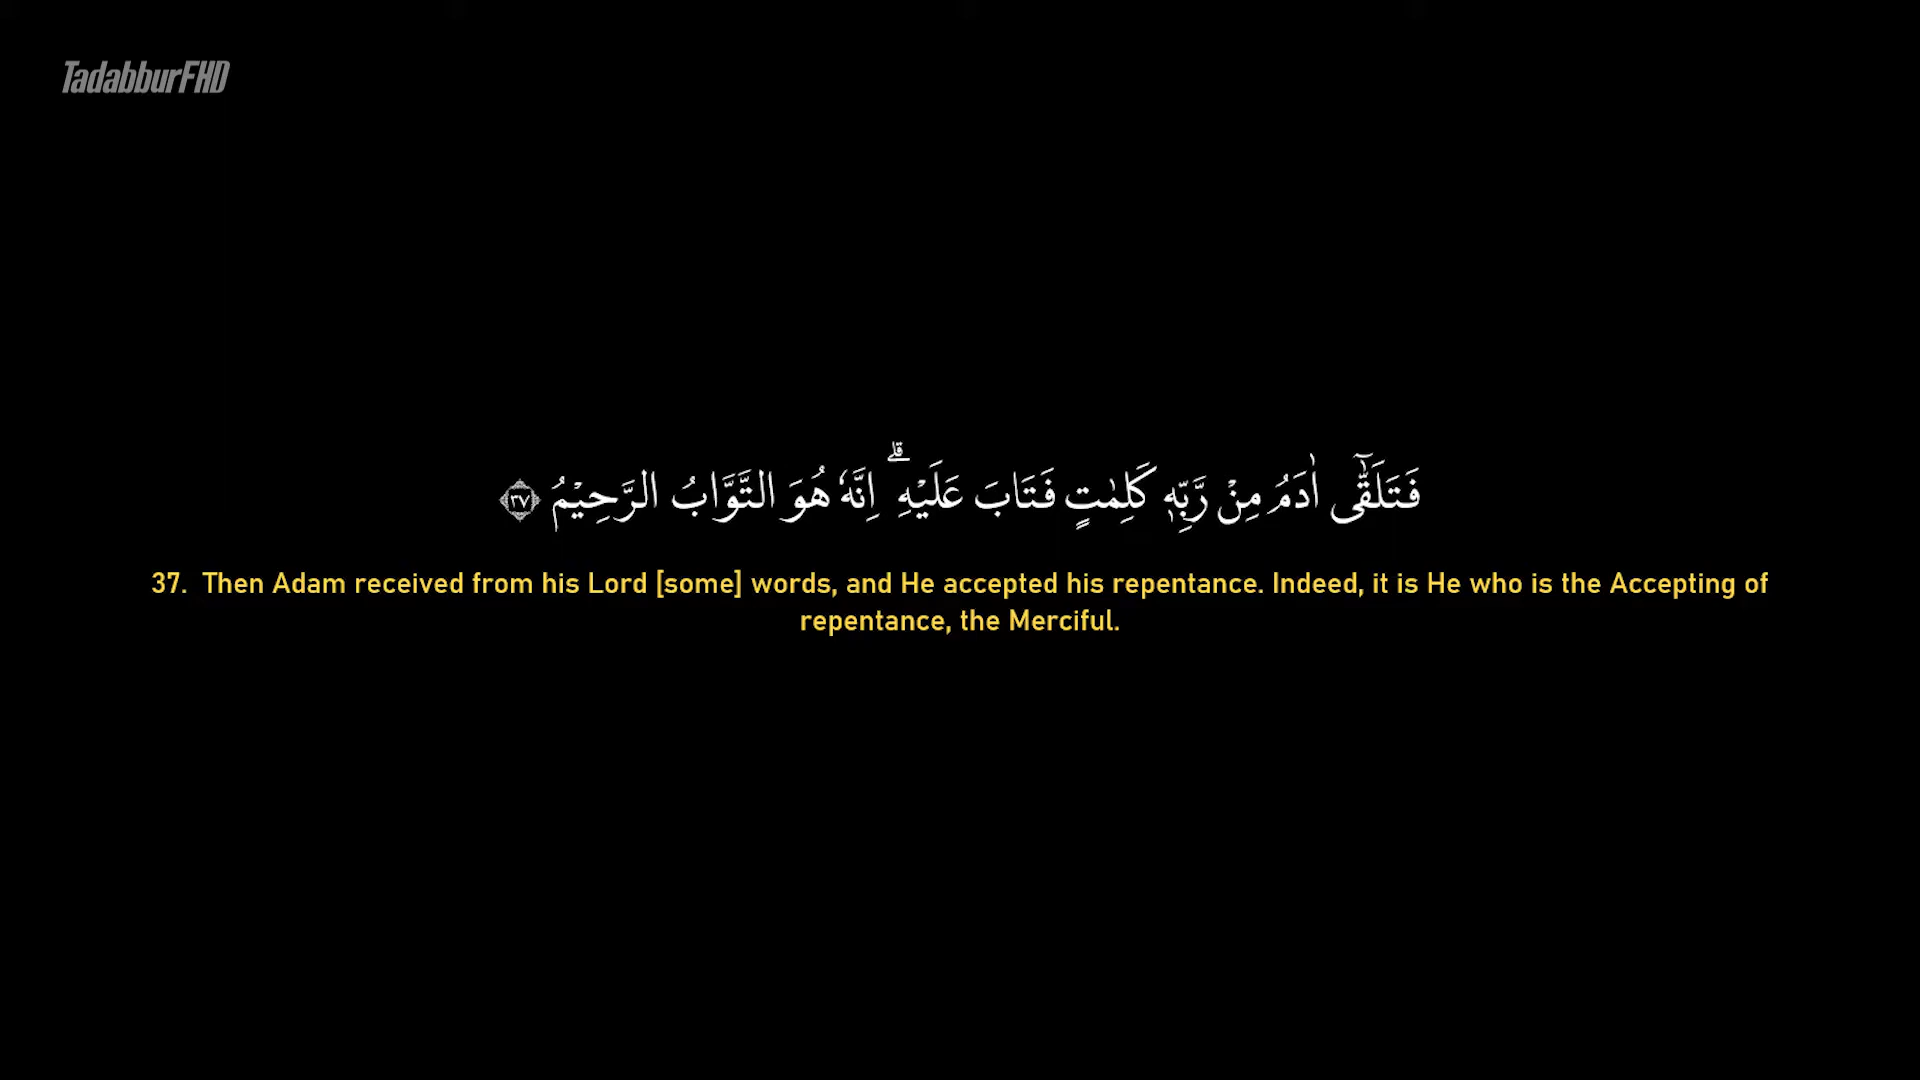 TadabburFHD
فَتَلَقّٰٓى اٰدَمُ مِنْ رَّبِّهٖ كَلِمٰتٍ فَتَابَ عَلَيْهِ ۗ اِنَّهٗ هُوَ التَّوَّابُ الرَّحِيْمُ ٣٧
37. Then Adam received from his Lord [some] words, and He accepted his repentance. Indeed, it is He who is the Accepting of
repentance, the Merciful.